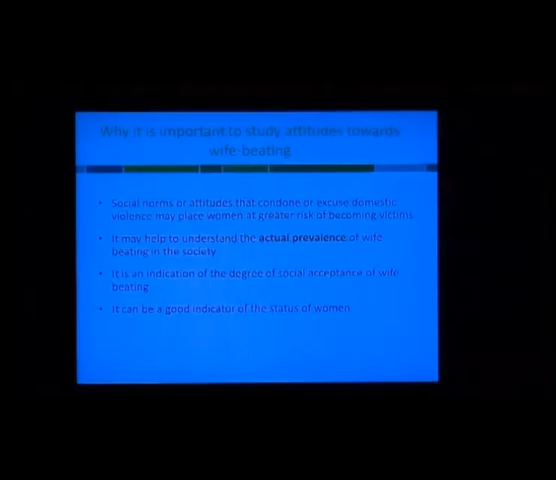 Why it is important to study attitudes towards
wife-beating
• Social norms or attitudes that condone or excuse domestic
violence may place women at greater risk of becoming victims
• It may help to understand the actual prevalence of wife
beating in the society
• It is an indication of the degree of social acceptance of wife
beating
• It can be a good indicator of the status of women